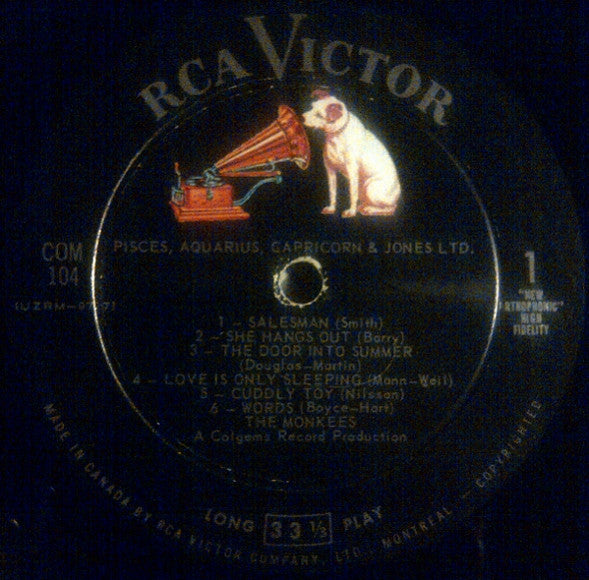 RCA VICTOR
PISCES, AQUARIUS, CAPRICORN & JONES LTD.
COM
104
1
"NEW
ORTHOPHONIC"
HIGH
FIDELITY
1 – SALESMAN (Smith)
2 – SHE HANGS OUT (Barry)
3 – THE DOOR INTO SUMMER
(Douglas-Martin)
4 – LOVE IS ONLY SLEEPING (Mann-Weil)
5 – CUDDLY TOY (Nilsson)
6 – WORDS (Boyce-Hart)
THE MONKEES
A Colgems Record Production
LONG 33 1/3 PLAY
MADE IN CANADA BY RCA VICTOR COMPANY, LTD., MONTREAL – COPYRIGHTED